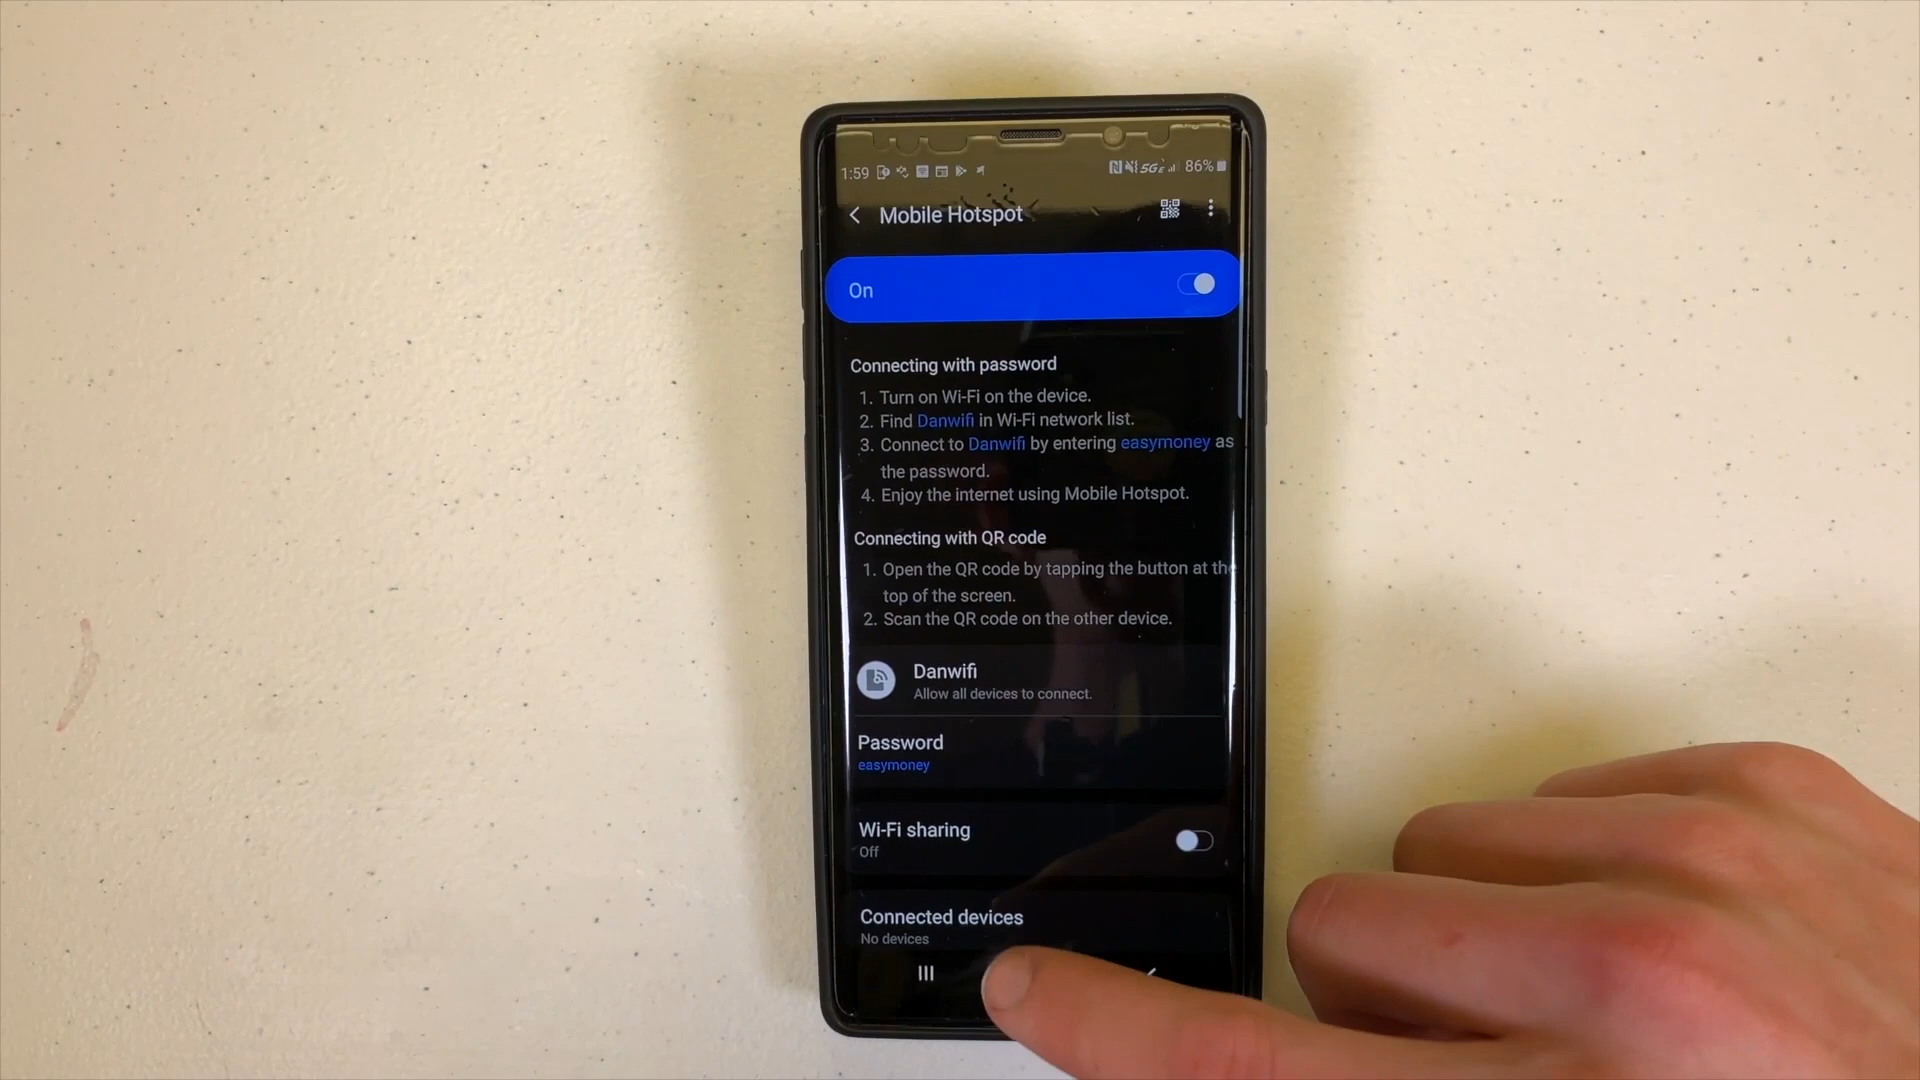 1:59 5GE 86%
Mobile Hotspot
On
Connecting with password
1. Turn on Wi-Fi on the device.
2. Find Danwifi in Wi-Fi network list.
3. Connect to Danwifi by entering easymoney as
the password.
4. Enjoy the internet using Mobile Hotspot.
Connecting with QR code
1. Open the QR code by tapping the button at the
top of the screen.
2. Scan the QR code on the other device.
Danwifi
Allow all devices to connect.
Password
easymoney
Wi-Fi sharing
Off
Connected devices
No devices